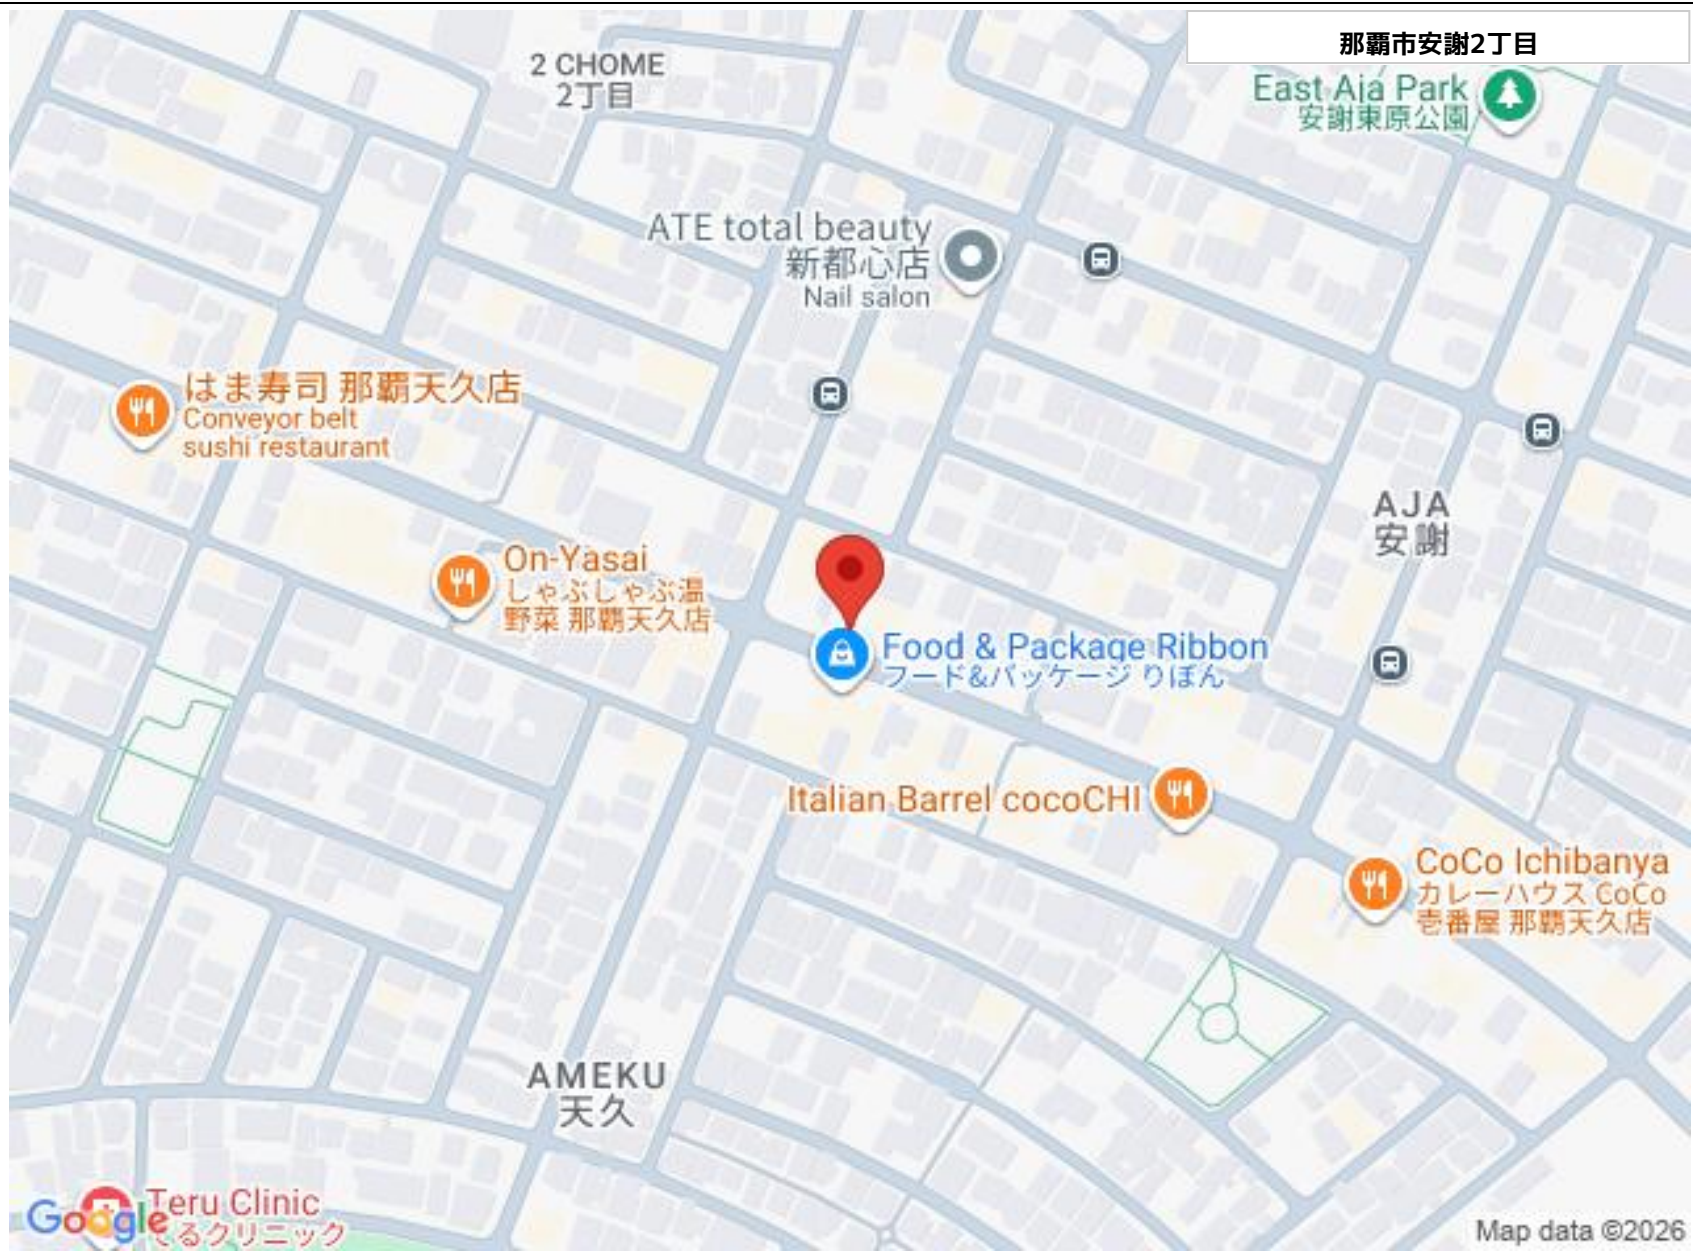 那覇市安謝2丁目
2 CHOME
2丁目
East Aja Park
安謝東原公園
ATE total beauty
新都心店
Nail salon
はま寿司 那覇天久店
Conveyor belt
sushi restaurant
AJA
安謝
On-Yasai
しゃぶしゃぶ温
野菜 那覇天久店
Food & Package Ribbon
フード&パッケージ りぼん
Italian Barrel cocoCHI
CoCo Ichibanya
カレーハウス CoCo
壱番屋 那覇天久店
AMEKU
天久
Teru Clinic
てるクリニック
Google
Map data ©2026